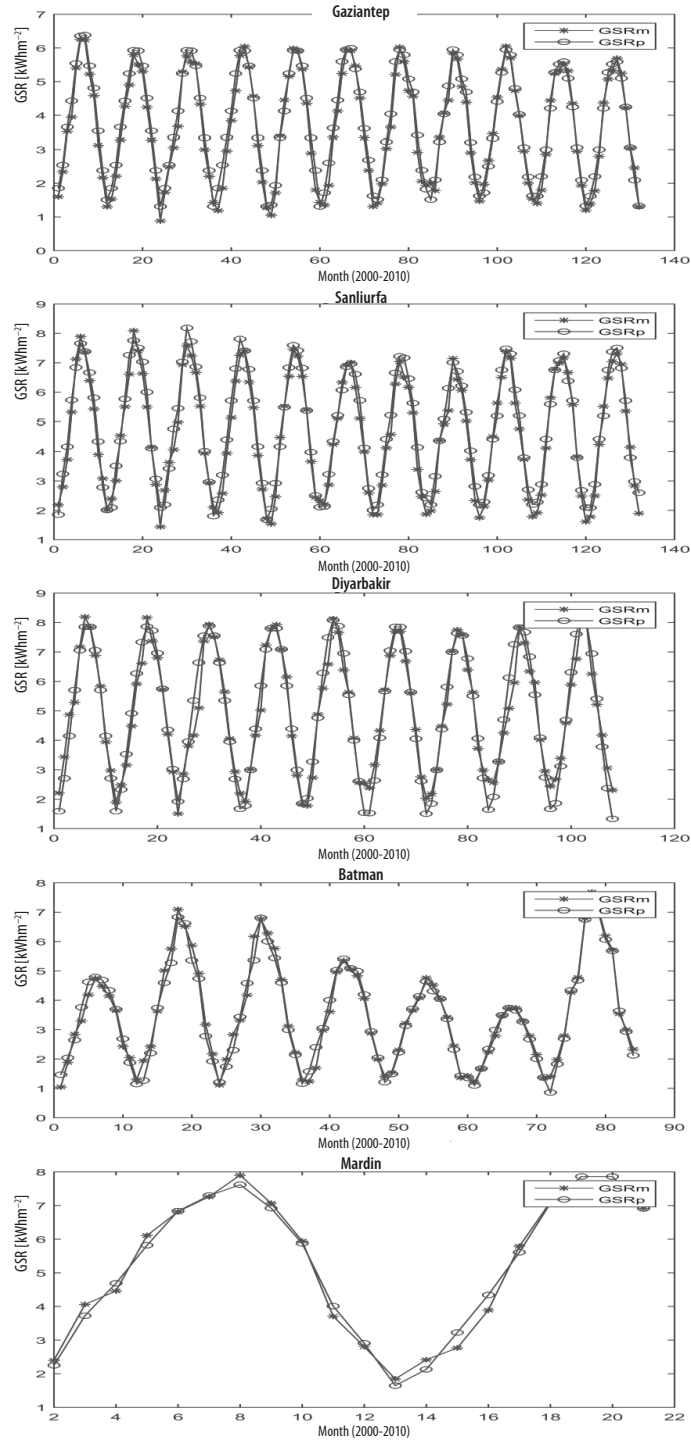 Gaziantep
GSR [kWhm⁻²]
7
6
5
4
3
2
1
0
GSRm
GSRp
0 20 40 60 80 100 120 140
Month (2000-2010)
Sanliurfa
GSR [kWhm⁻²]
9
8
7
6
5
4
3
2
1
GSRm
GSRp
0 20 40 60 80 100 120 140
Month (2000-2010)
Diyarbakir
GSR [kWhm⁻²]
9
8
7
6
5
4
3
2
1
GSRm
GSRp
0 20 40 60 80 100 120
Month (2000-2010)
Batman
GSR [kWhm⁻²]
8
7
6
5
4
3
2
1
0
GSRm
GSRp
0 10 20 30 40 50 60 70 80 90
Month (2000-2010)
Mardin
GSR [kWhm⁻²]
8
7
6
5
4
3
2
1
GSRm
GSRp
2 4 6 8 10 12 14 16 18 20 22
Month (2000-2010)